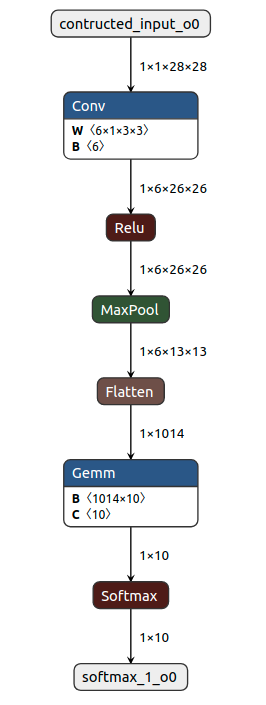 contructed_input_o0
1×1×28×28
Conv
W 〈6×1×3×3〉
B 〈6〉
1×6×26×26
Relu
1×6×26×26
MaxPool
1×6×13×13
Flatten
1×1014
Gemm
B 〈1014×10〉
C 〈10〉
1×10
Softmax
1×10
softmax_1_o0